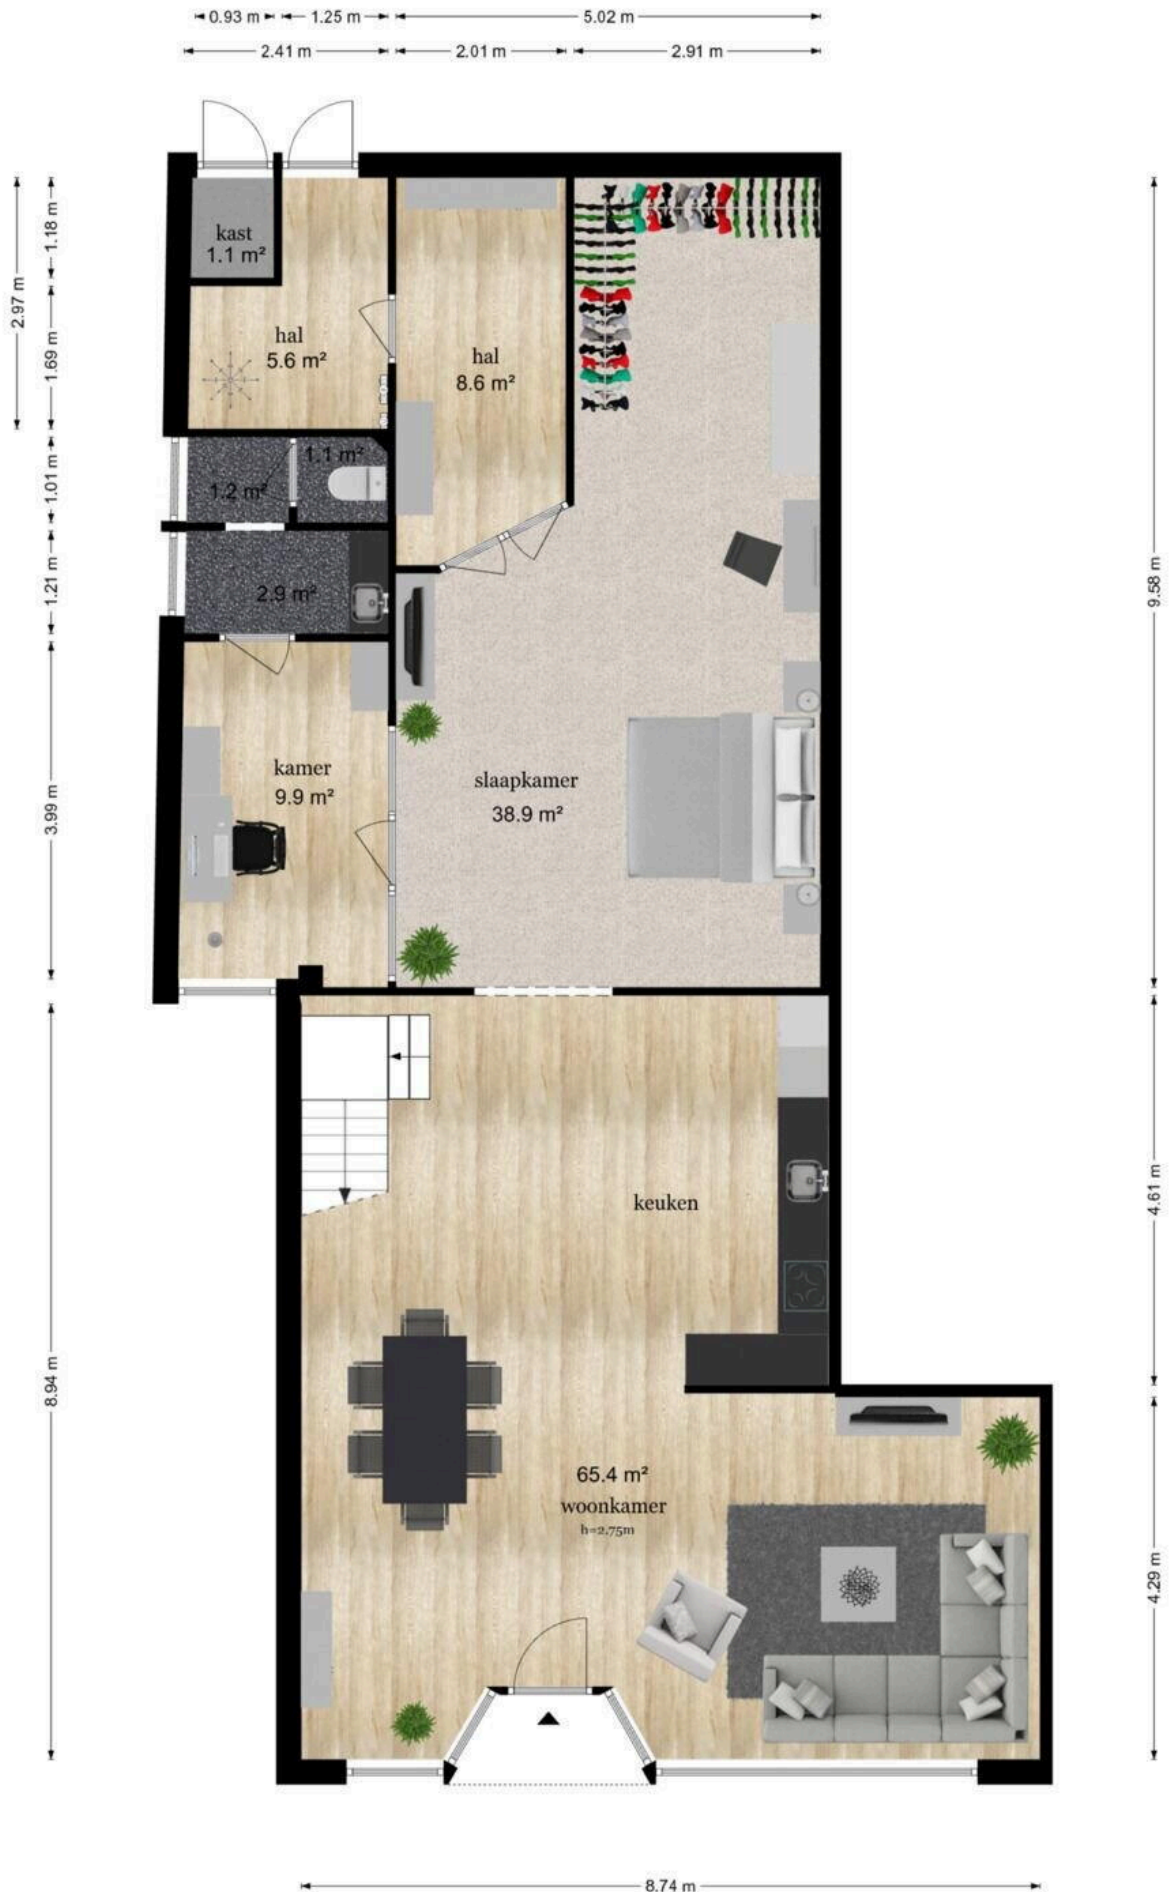 0.93 m
1.25 m
5.02 m
2.41 m
2.01 m
2.91 m
2.97 m
1.18 m
1.69 m
1.01 m
1.21 m
3.99 m
8.94 m
kast
1.1 m²
hal
5.6 m²
hal
8.6 m²
1.1 m²
1.2 m²
2.9 m²
kamer
9.9 m²
slaapkamer
38.9 m²
9.58 m
keuken
4.61 m
65.4 m²
woonkamer
h=2,75m
4.29 m
8.74 m